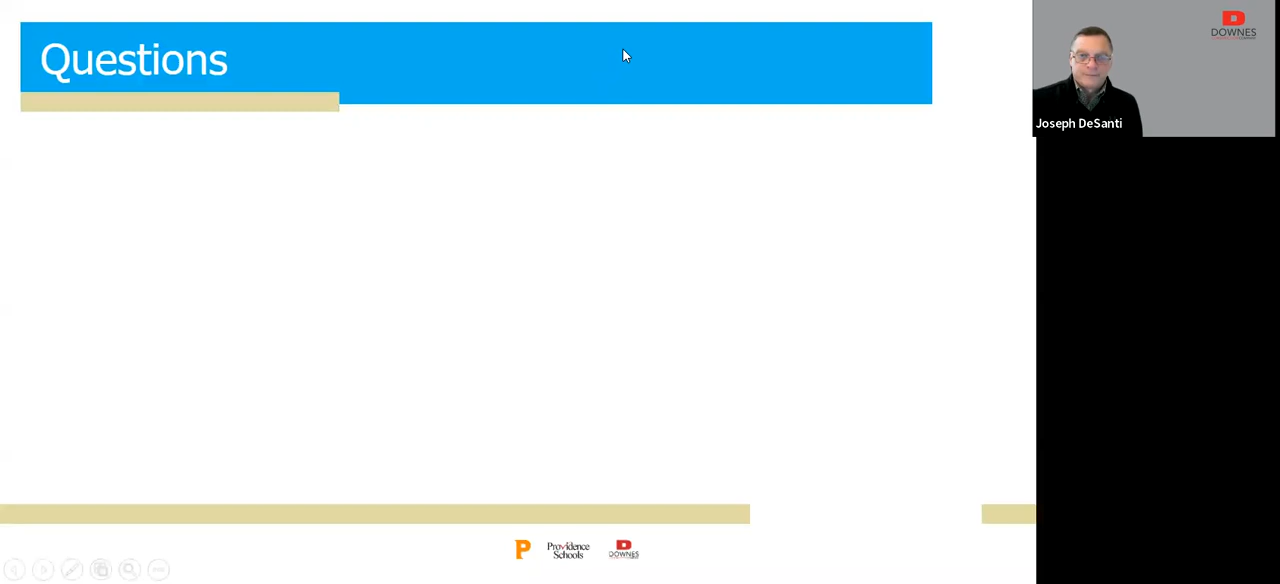 Questions
DOWNES
Joseph DeSanti
P
Providence
Schools
DOWNES